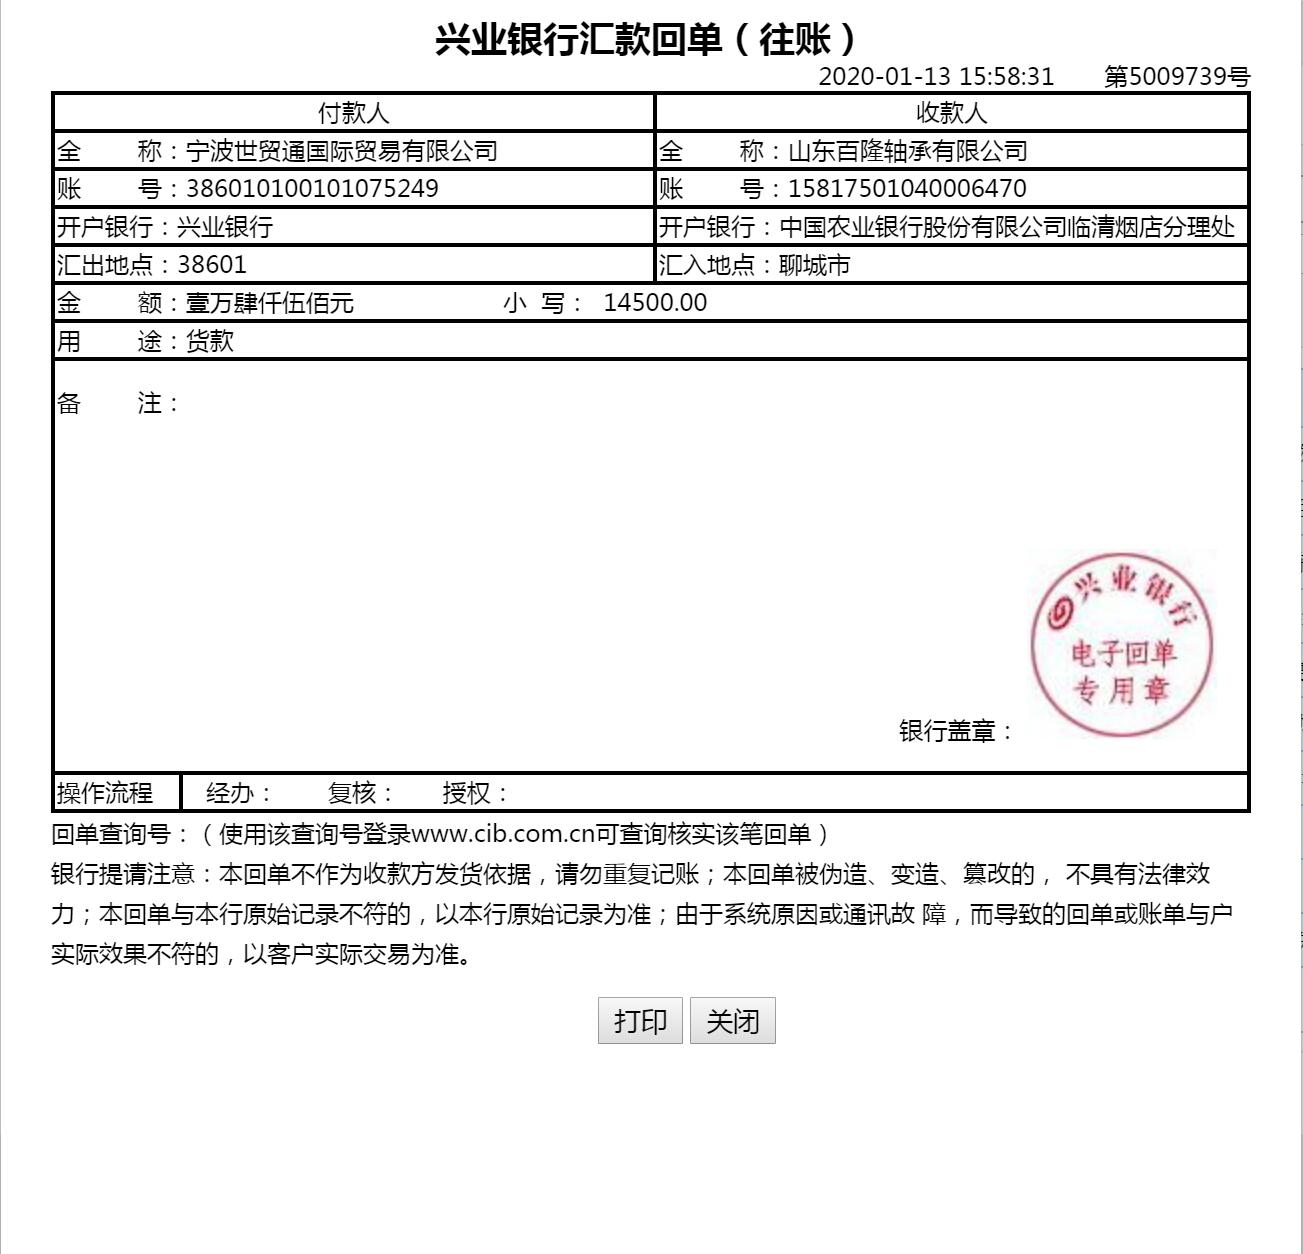 兴业银行汇款回单（往账）
2020-01-13 15:58:31 第5009739号
付款人 收款人
全 称：宁波世贸通国际贸易有限公司 全 称：山东百隆轴承有限公司
账 号：386010100101075249 账 号：15817501040006470
开户银行：兴业银行 开户银行：中国农业银行股份有限公司临清烟店分理处
汇出地点：38601 汇入地点：聊城市
金 额：壹万肆仟伍佰元 小 写： 14500.00
用 途：货款
备 注：
兴业银行
电子回单
专用章
银行盖章：
操作流程 经办： 复核： 授权：
回单查询号：（使用该查询号登录www.cib.com.cn可查询核实该笔回单）
银行提请注意：本回单不作为收款方发货依据，请勿重复记账；本回单被伪造、变造、篡改的， 不具有法律效
力；本回单与本行原始记录不符的，以本行原始记录为准；由于系统原因或通讯故 障，而导致的回单或账单与户
实际效果不符的，以客户实际交易为准。
打印 关闭